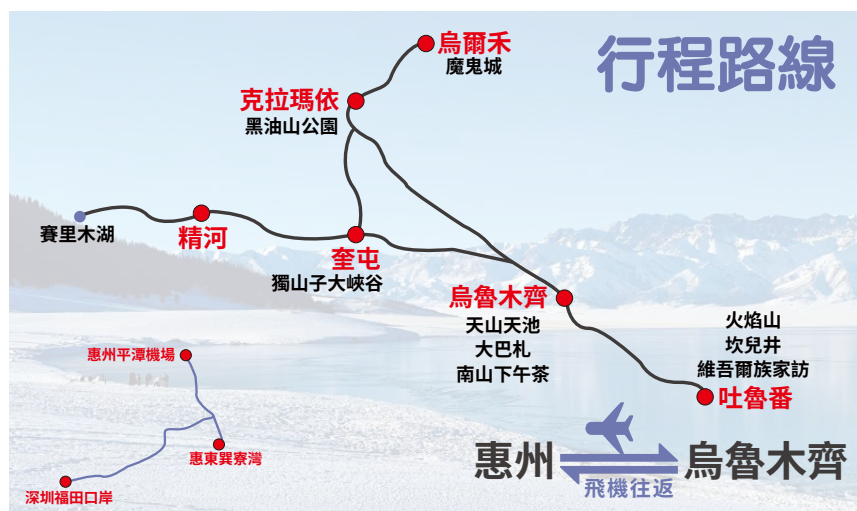 行程路線
烏爾禾
魔鬼城
克拉瑪依
黑油山公園
賽里木湖
精河
奎屯
獨山子大峽谷
烏魯木齊
天山天池
大巴札
南山下午茶
火焰山
坎兒井
維吾爾族家訪
吐魯番
惠州平潭機場
惠東巽寮灣
深圳福田口岸
惠州
烏魯木齊
飛機往返